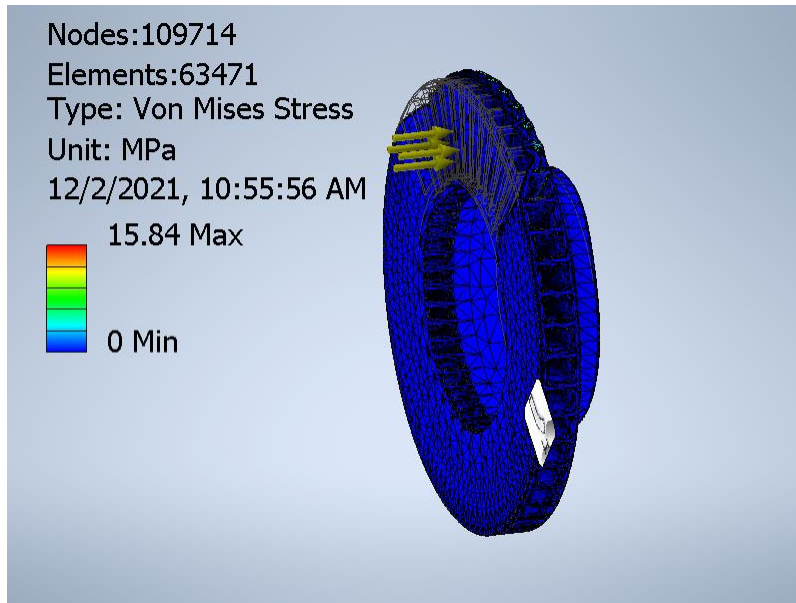 Nodes:109714
Elements:63471
Type: Von Mises Stress
Unit: MPa
12/2/2021, 10:55:56 AM
15.84 Max
0 Min